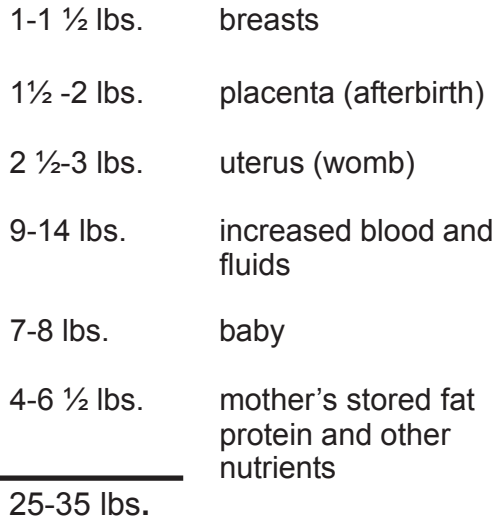 1-1 ½ lbs. breasts
1½ -2 lbs. placenta (afterbirth)
2 ½-3 lbs. uterus (womb)
9-14 lbs. increased blood and
fluids
7-8 lbs. baby
4-6 ½ lbs. mother’s stored fat
protein and other
nutrients
25-35 lbs.